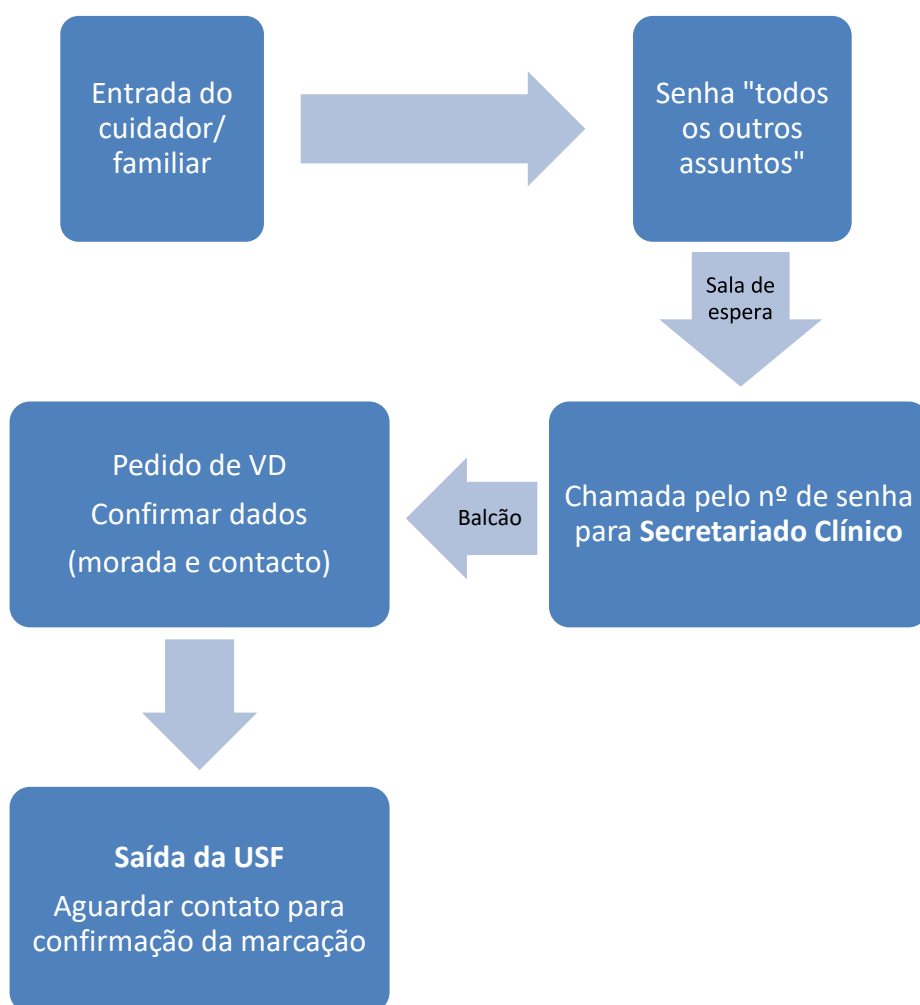 Entrada do
cuidador/
familiar
Senha "todos
os outros
assuntos"
Sala de
espera
Chamada pelo nº de senha
para Secretariado Clínico
Balcão
Pedido de VD
Confirmar dados
(morada e contacto)
Saída da USF
Aguardar contato para
confirmação da marcação